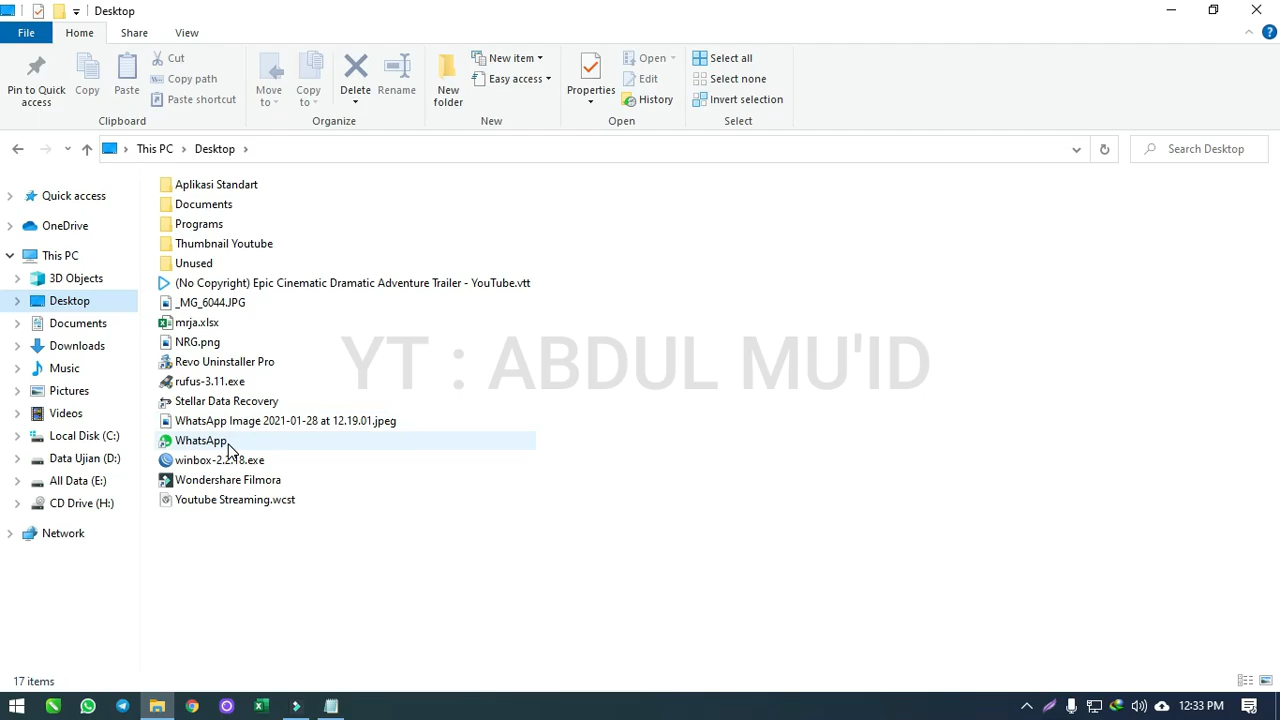 Desktop
File
Home
Share
View
Pin to Quick access
Copy
Paste
Cut
Copy path
Paste shortcut
Clipboard
Move to
Copy to
Delete
Rename
Organize
New folder
New item
Easy access
New
Properties
Open
Edit
History
Open
Select all
Select none
Invert selection
Select
This PC
Desktop
Search Desktop
Quick access
OneDrive
This PC
3D Objects
Desktop
Documents
Downloads
Music
Pictures
Videos
Local Disk (C:)
Data Ujian (D:)
All Data (E:)
CD Drive (H:)
Network
Aplikasi Standart
Documents
Programs
Thumbnail Youtube
Unused
(No Copyright) Epic Cinematic Dramatic Adventure Trailer - YouTube.vtt
_MG_6044.JPG
mrja.xlsx
NRG.png
Revo Uninstaller Pro
rufus-3.11.exe
Stellar Data Recovery
WhatsApp Image 2021-01-28 at 12.19.01.jpeg
WhatsApp
winbox-2.2.18.exe
Wondershare Filmora
Youtube Streaming.wcst
YT : ABDUL MU'ID
17 items
12:33 PM